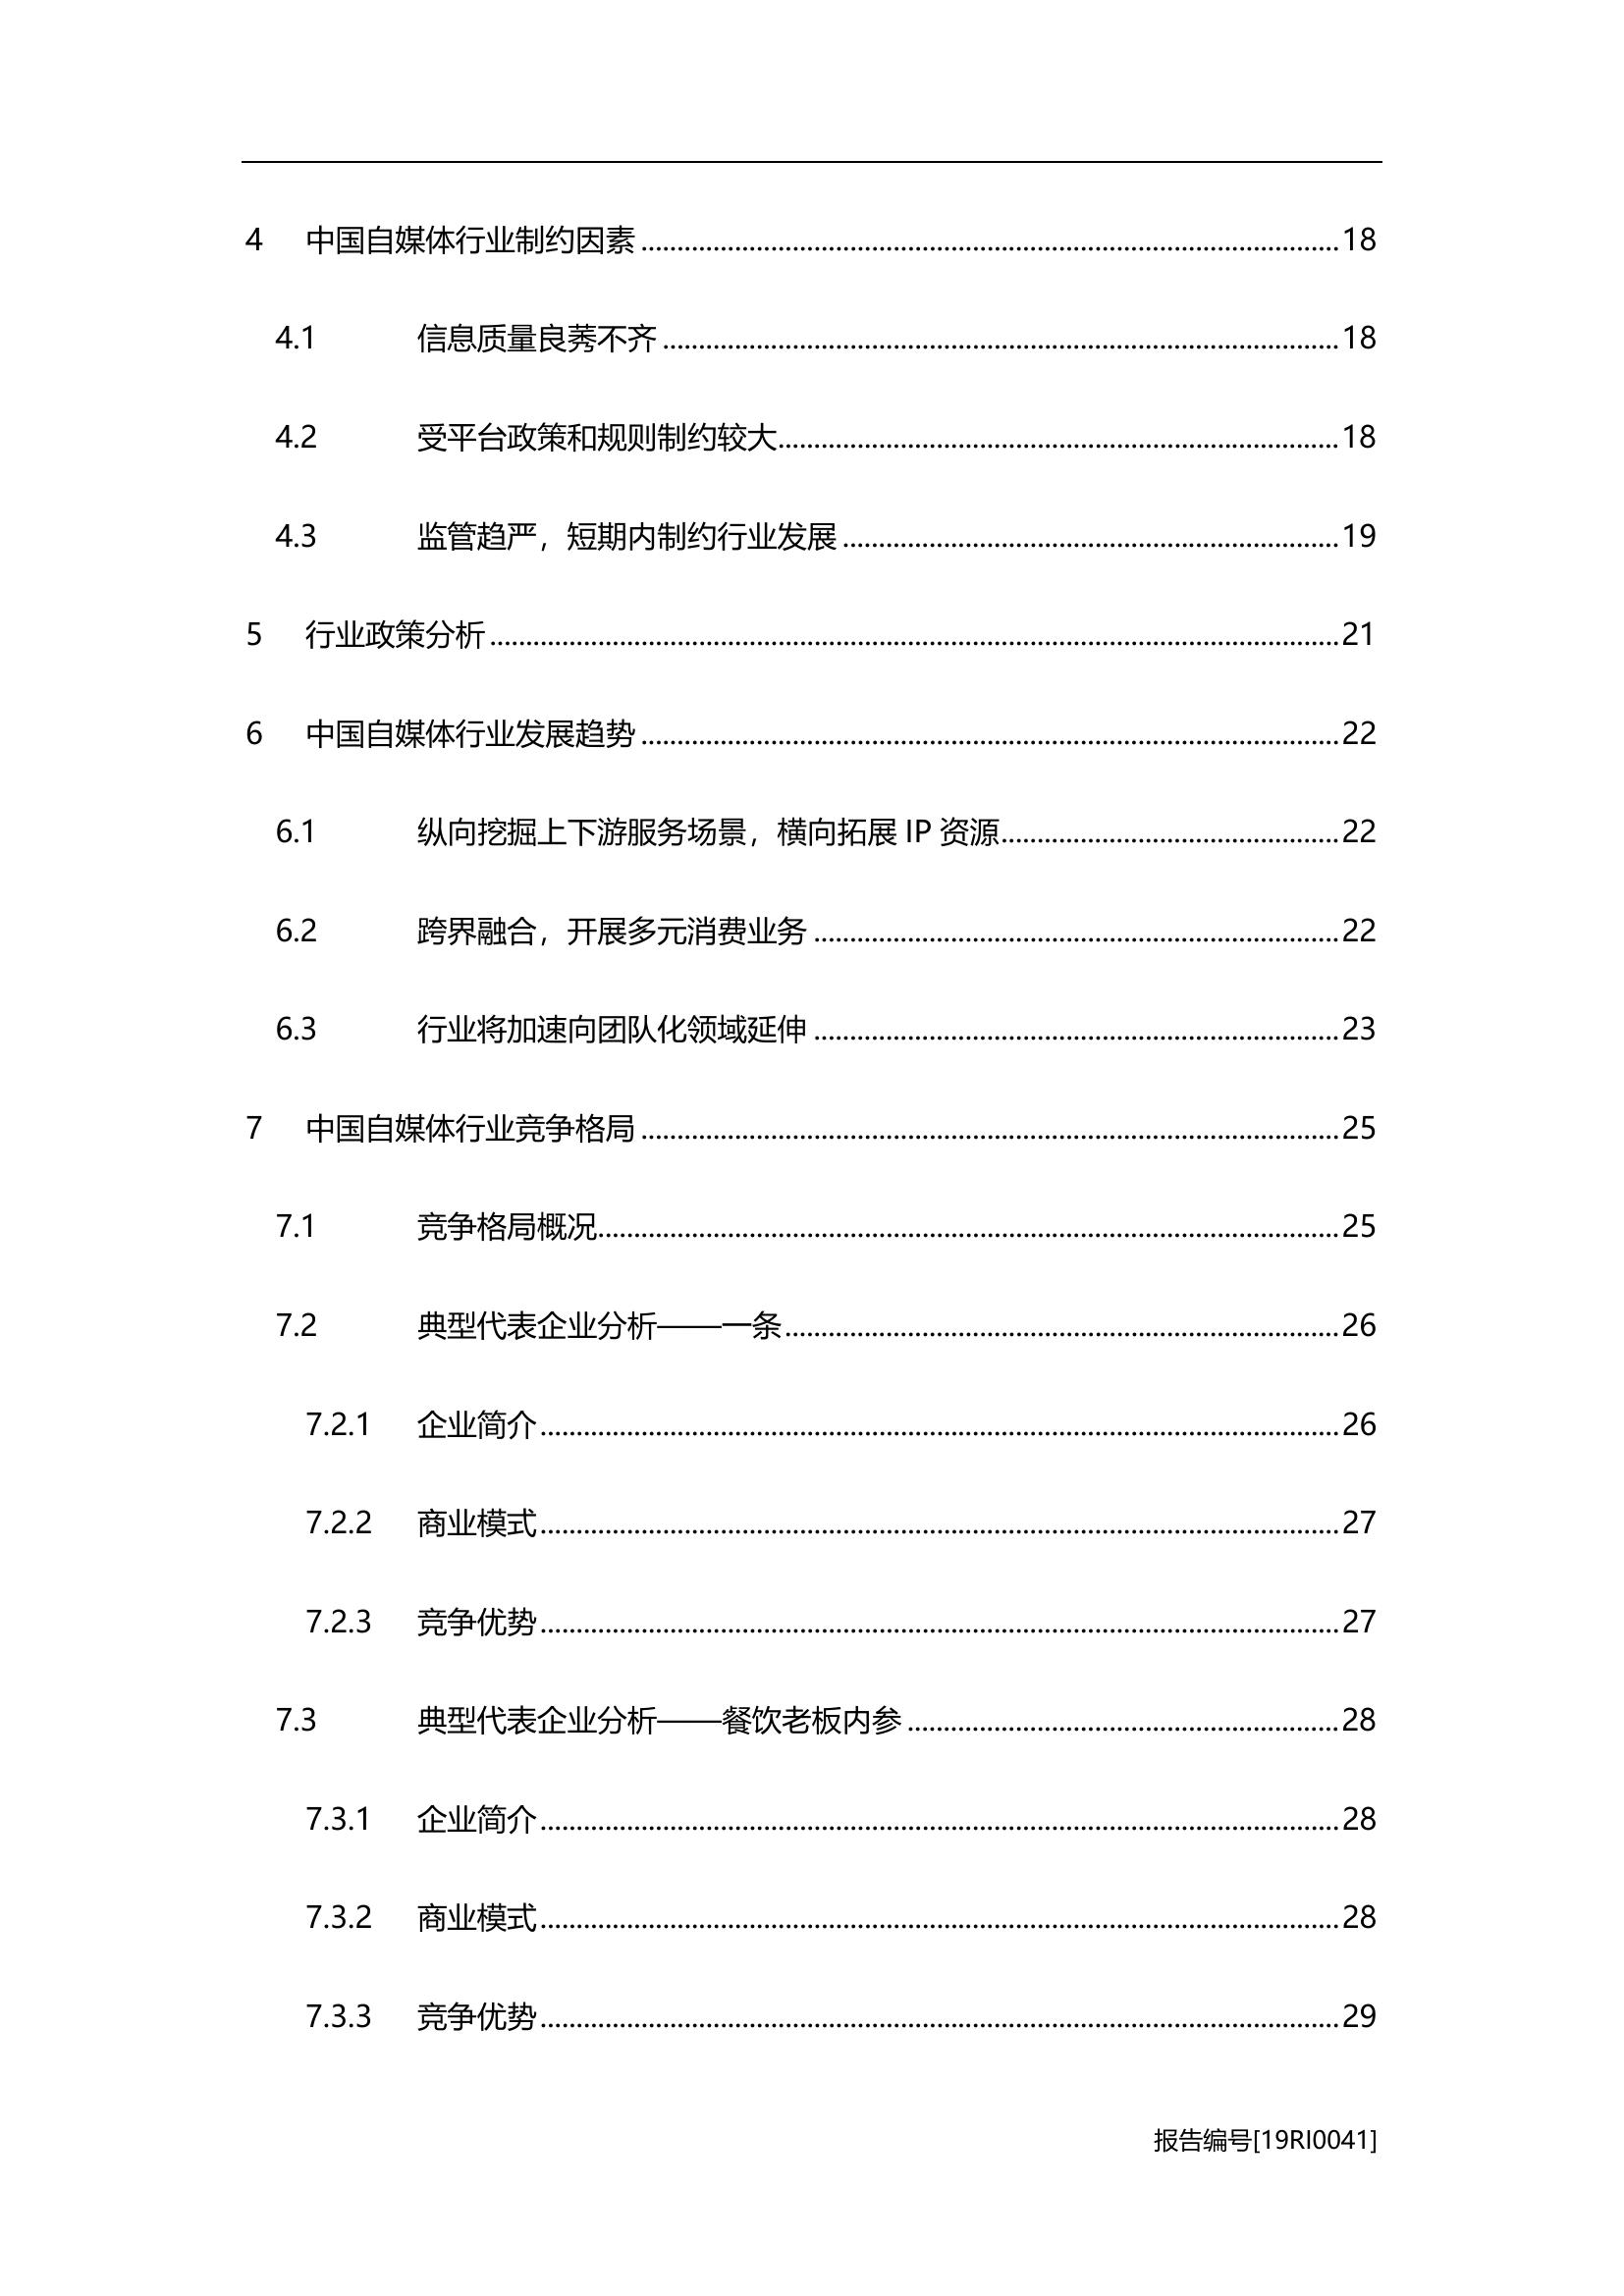 4 中国自媒体行业制约因素 18
4.1 信息质量良莠不齐 18
4.2 受平台政策和规则制约较大 18
4.3 监管趋严，短期内制约行业发展 19
5 行业政策分析 21
6 中国自媒体行业发展趋势 22
6.1 纵向挖掘上下游服务场景，横向拓展 IP 资源 22
6.2 跨界融合，开展多元消费业务 22
6.3 行业将加速向团队化领域延伸 23
7 中国自媒体行业竞争格局 25
7.1 竞争格局概况 25
7.2 典型代表企业分析——一条 26
7.2.1 企业简介 26
7.2.2 商业模式 27
7.2.3 竞争优势 27
7.3 典型代表企业分析——餐饮老板内参 28
7.3.1 企业简介 28
7.3.2 商业模式 28
7.3.3 竞争优势 29
报告编号[19RI0041]